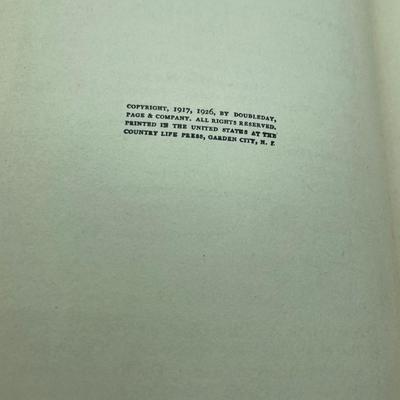 COPYRIGHT, 1917, 1926, BY DOUBLEDAY,
PAGE & COMPANY. ALL RIGHTS RESERVED.
PRINTED IN THE UNITED STATES AT THE
COUNTRY LIFE PRESS, GARDEN CITY, N. Y.